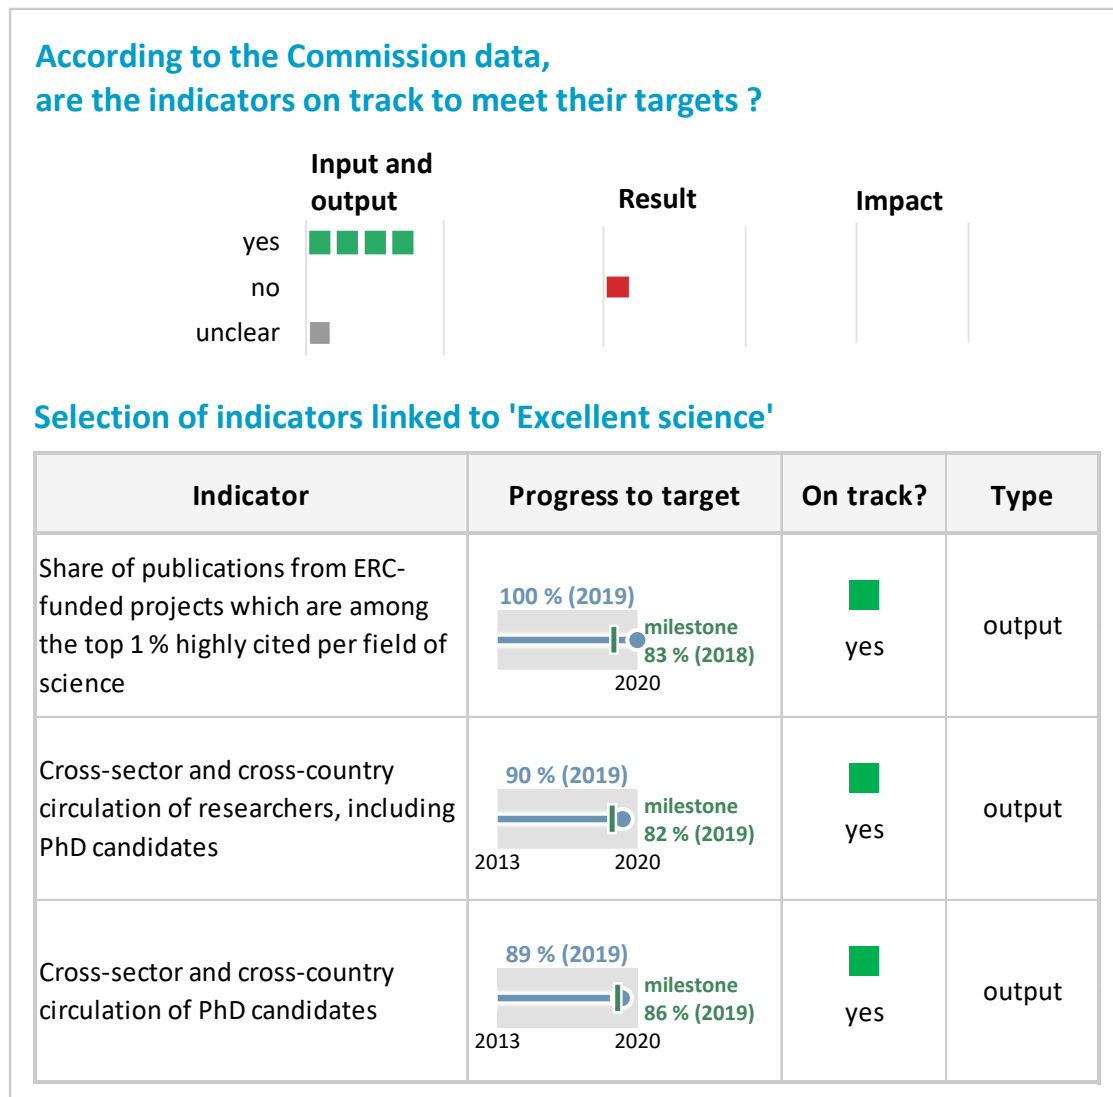 According to the Commission data,
are the indicators on track to meet their targets ?
Input and
output
Result
Impact
yes
no
unclear
Selection of indicators linked to 'Excellent science'
Indicator
Progress to target
On track?
Type
Share of publications from ERC-
funded projects which are among
the top 1 % highly cited per field of
science
100 % (2019)
milestone
83 % (2018)
2020
yes
output
Cross-sector and cross-country
circulation of researchers, including
PhD candidates
90 % (2019)
milestone
82 % (2019)
2013
2020
yes
output
Cross-sector and cross-country
circulation of PhD candidates
89 % (2019)
milestone
86 % (2019)
2013
2020
yes
output